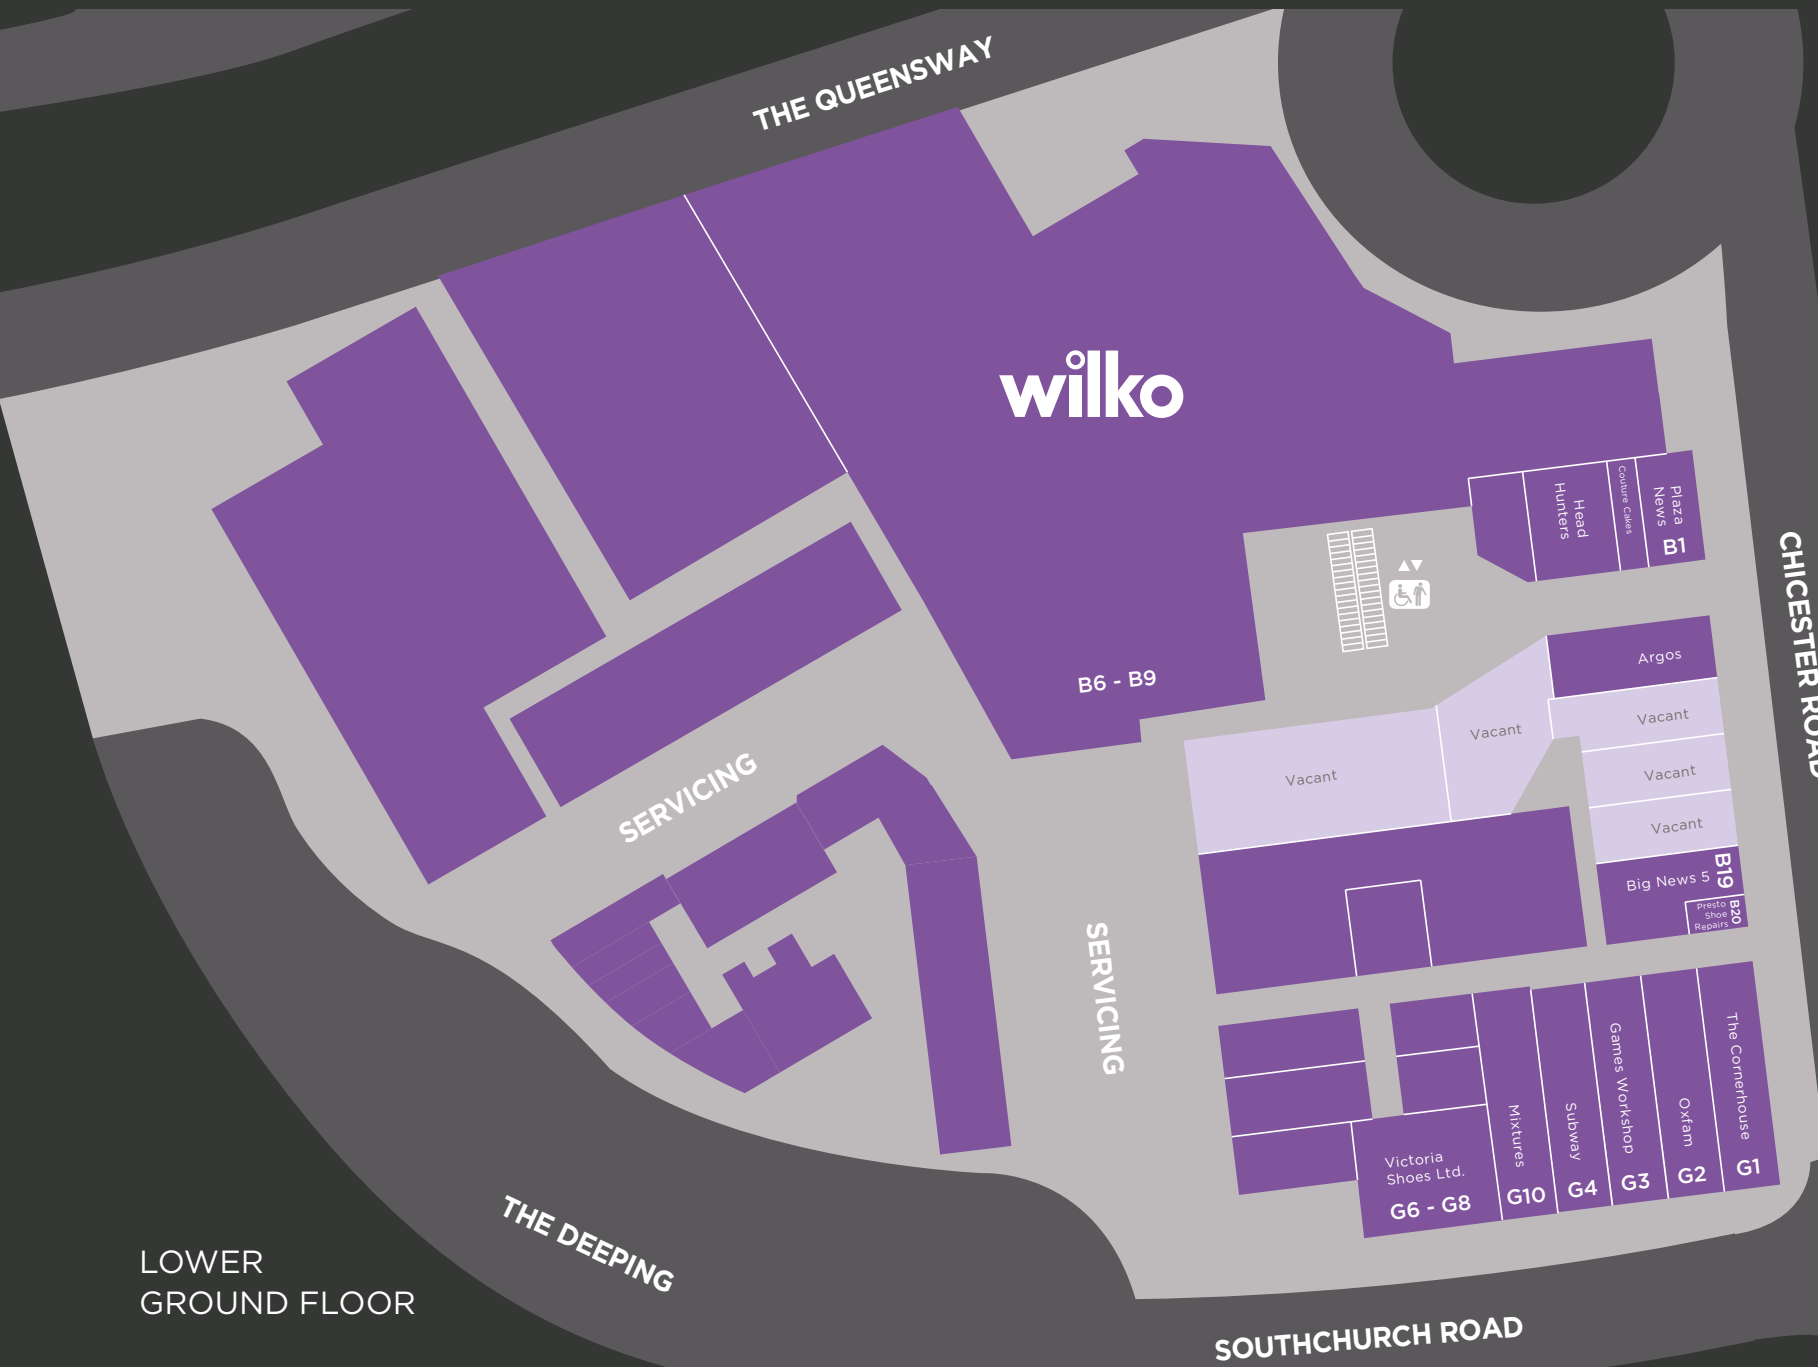 THE QUEENSWAY
wilko
Couture Cakes
Plaza
News
B1
Head
Hunters
CHICESTER ROAD
B6 - B9
Argos
Vacant
Vacant
Vacant
Vacant
Vacant
SERVICING
Big News 5
B19
Presto
Shoe
Repairs
B20
SERVICING
The Cornerhouse
G1
Oxfam
G2
Games Workshop
G3
Subway
G4
Mixtures
G10
Victoria
Shoes Ltd.
G6 - G8
THE DEEPING
LOWER
GROUND FLOOR
SOUTHCHURCH ROAD